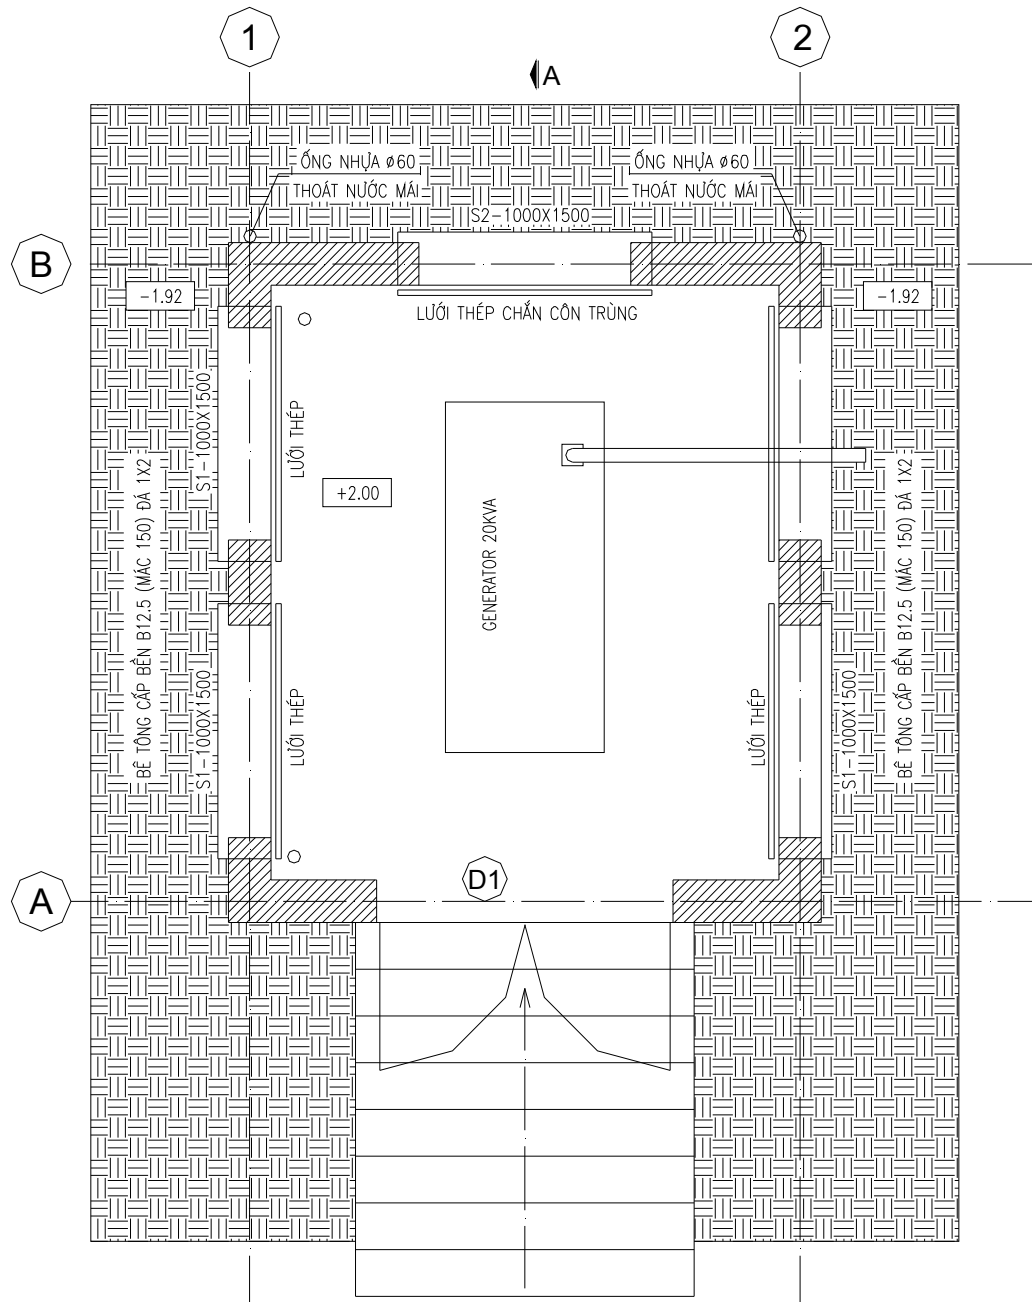 1
2
A
ỐNG NHỰA Ø60
THOÁT NƯỚC MÁI
ỐNG NHỰA Ø60
THOÁT NƯỚC MÁI
S2-1000X1500
B
-1.92
-1.92
LƯỚI THÉP CHẮN CÔN TRÙNG
S1-1000X1500
LƯỚI THÉP
+2.00
BÊ TÔNG CẤP BỀN B12.5 (MÁC 150) ĐÁ 1X2
GENERATOR 20KVA
BÊ TÔNG CẤP BỀN B12.5 (MÁC 150) ĐÁ 1X2
S1-1000X1500
LƯỚI THÉP
LƯỚI THÉP
S1-1000X1500
A
D1